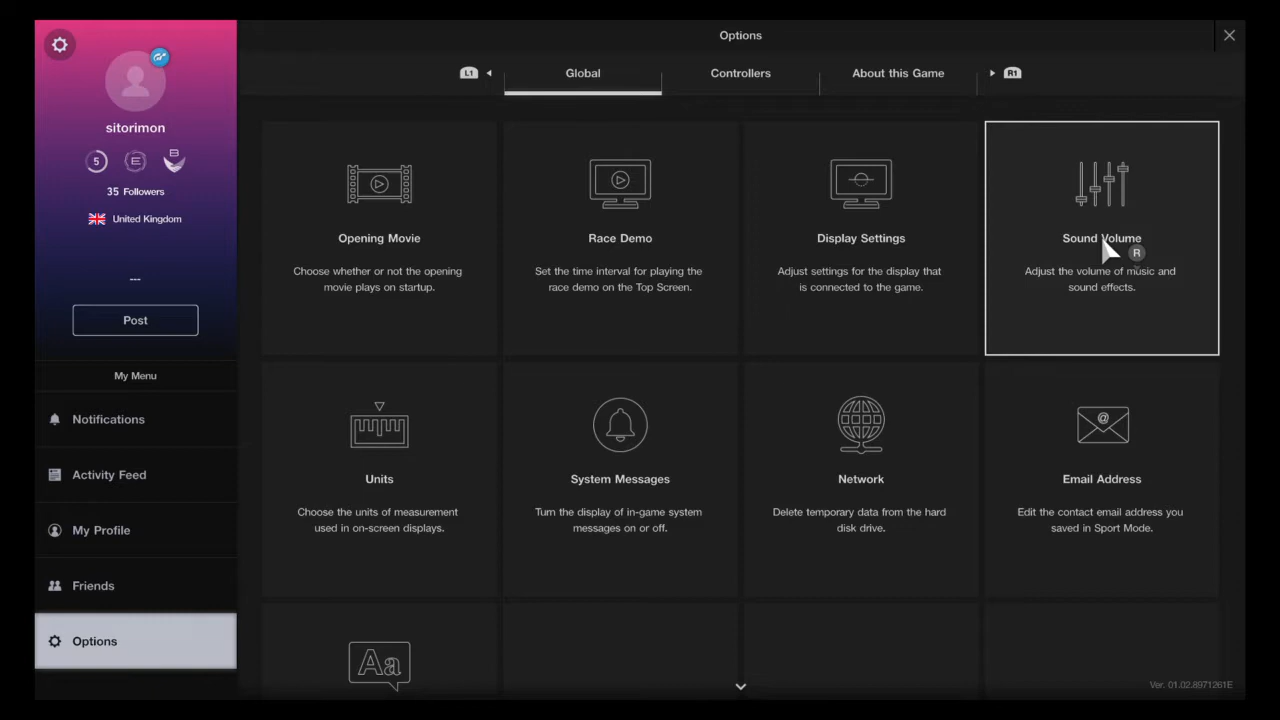 Options
L1
Global
Controllers
About this Game
R1
sitorimon
5
E
B
35 Followers
United Kingdom
---
Post
My Menu
Notifications
Activity Feed
My Profile
Friends
Options
Opening Movie
Choose whether or not the opening
movie plays on startup.
Race Demo
Set the time interval for playing the
race demo on the Top Screen.
Display Settings
Adjust settings for the display that
is connected to the game.
Sound Volume
R
Adjust the volume of music and
sound effects.
Units
Choose the units of measurement
used in on-screen displays.
System Messages
Turn the display of in-game system
messages on or off.
Network
Delete temporary data from the hard
disk drive.
@
Email Address
Edit the contact email address you
saved in Sport Mode.
Aa
Ver. 01.02.8971261E